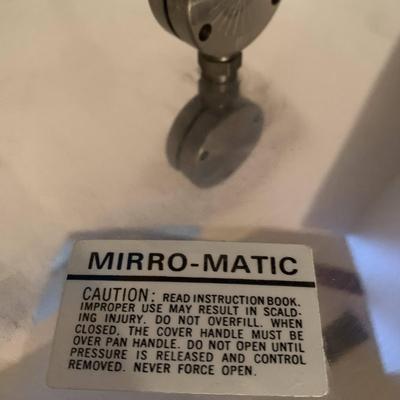 MIRRO-MATIC
CAUTION: READ INSTRUCTION BOOK.
IMPROPER USE MAY RESULT IN SCALD-
ING INJURY. DO NOT OVERFILL. WHEN
CLOSED, THE COVER HANDLE MUST BE
OVER PAN HANDLE. DO NOT OPEN UNTIL
PRESSURE IS RELEASED AND CONTROL
REMOVED. NEVER FORCE OPEN.